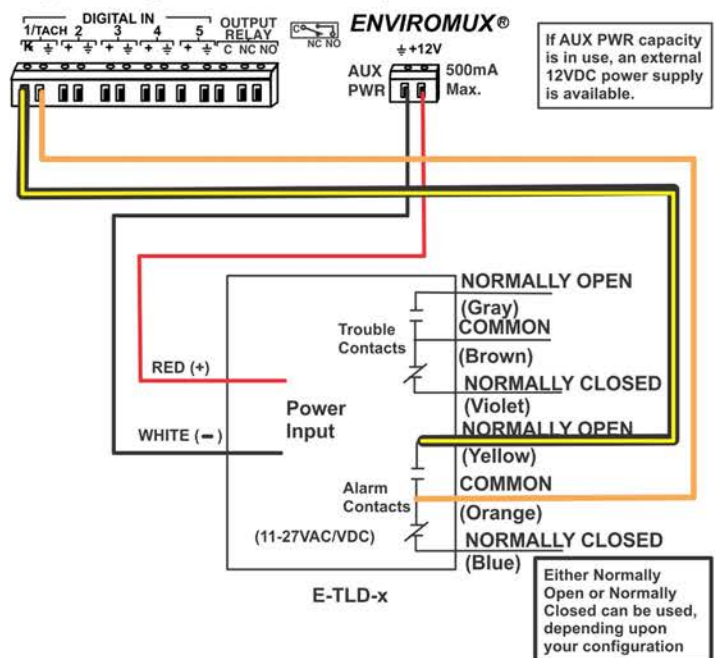 DIGITAL IN
1/TACH 2 3 4 5
+ ⏚ + ⏚ + ⏚ + ⏚ + ⏚
OUTPUT
RELAY
C NC NO
C
NC NO
ENVIROMUX®
⏚ +12V
AUX
PWR
500mA
Max.
If AUX PWR capacity
is in use, an external
12VDC power supply
is available.
NORMALLY OPEN
(Gray)
Trouble
Contacts
COMMON
(Brown)
NORMALLY CLOSED
(Violet)
RED (+)
Power
Input
WHITE (-)
NORMALLY OPEN
(Yellow)
Alarm
Contacts
COMMON
(Orange)
(11-27VAC/VDC)
NORMALLY CLOSED
(Blue)
E-TLD-x
Either Normally
Open or Normally
Closed can be used,
depending upon
your configuration